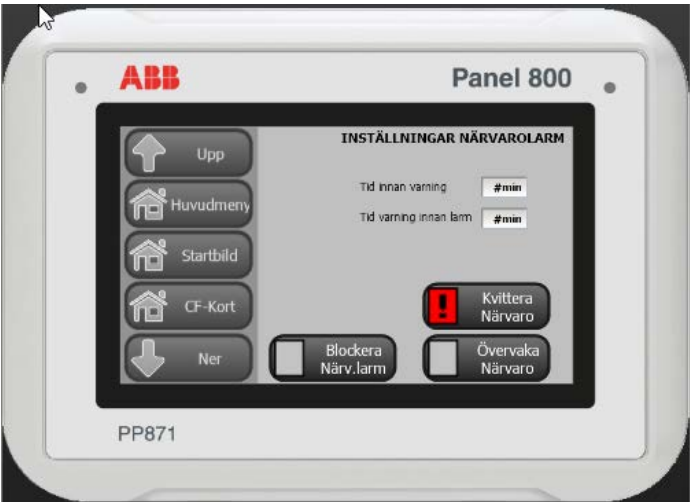 ABB
Panel 800
INSTÄLLNINGAR NÄRVAROLARM
Upp
Tid innan varning #min
Huvudmeny
Tid varning innan larm #min
Startbild
CF-Kort
Kvittera
Närvaro
Ner
Blockera
Närv.larm
Övervaka
Närvaro
PP871